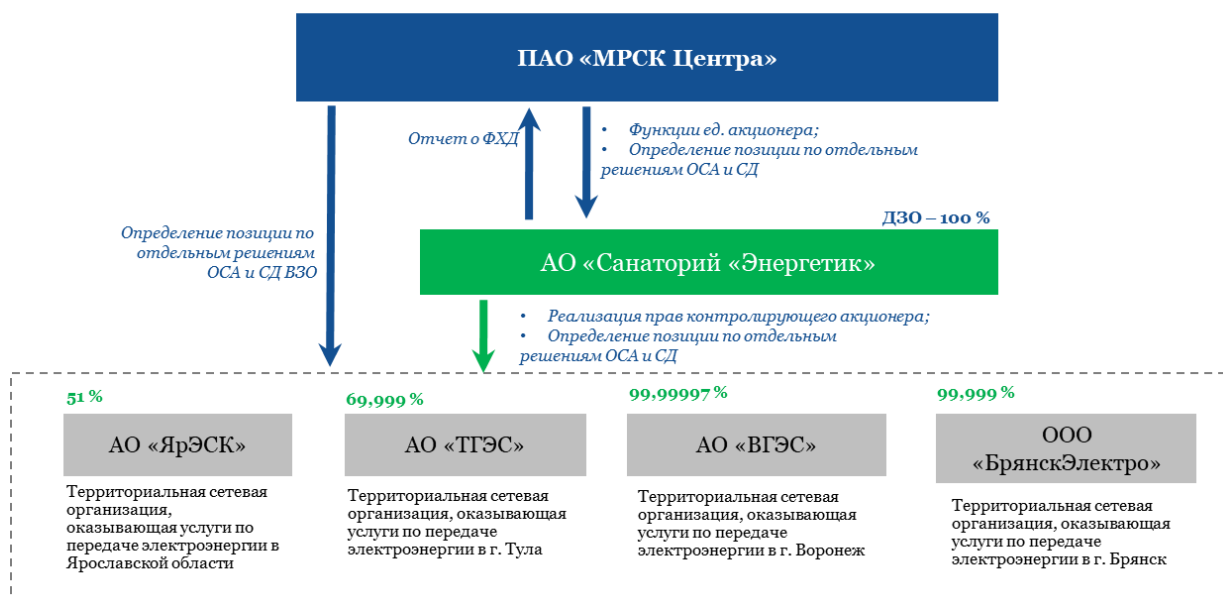 ПАО «МРСК Центра»
Отчет о ФХД
• Функции ед. акционера;
• Определение позиции по отдельным
решениям ОСА и СД
ДЗО – 100 %
Определение позиции по
отдельным решениям
ОСА и СД ВЗО
АО «Санаторий «Энергетик»
• Реализация прав контролирующего акционера;
• Определение позиции по отдельным
решениям ОСА и СД
51 %
АО «ЯрЭСК»
Территориальная сетевая
организация,
оказывающая услуги по
передаче электроэнергии в
Ярославской области
69,999 %
АО «ТГЭС»
Территориальная сетевая
организация, оказывающая
услуги по передаче
электроэнергии в г. Тула
99,99997 %
АО «ВГЭС»
Территориальная сетевая
организация, оказывающая
услуги по передаче
электроэнергии в г. Воронеж
99,999 %
ООО
«БрянскЭлектро»
Территориальная сетевая
организация, оказывающая
услуги по передаче
электроэнергии в г. Брянск